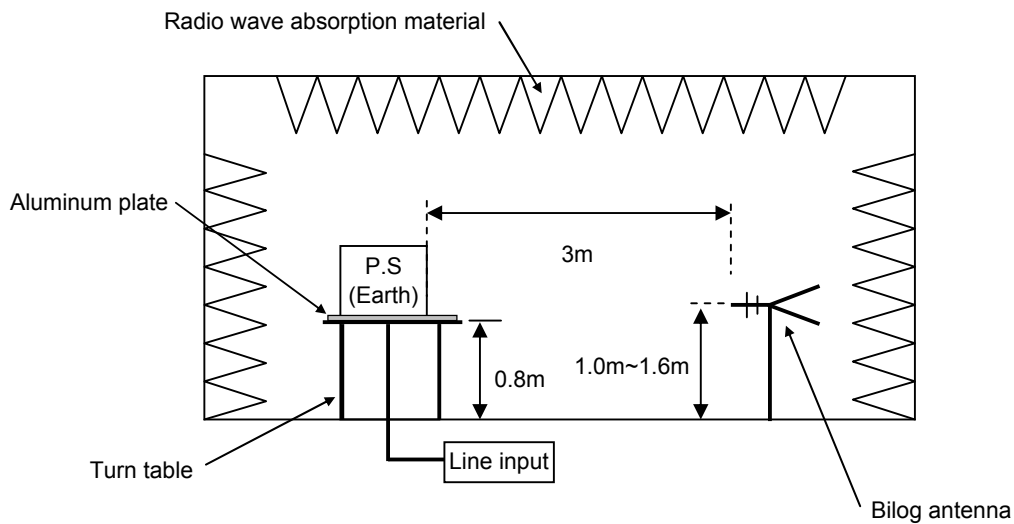 Radio wave absorption material
Aluminum plate
P.S
(Earth)
3m
0.8m
1.0m~1.6m
Turn table
Line input
Bilog antenna